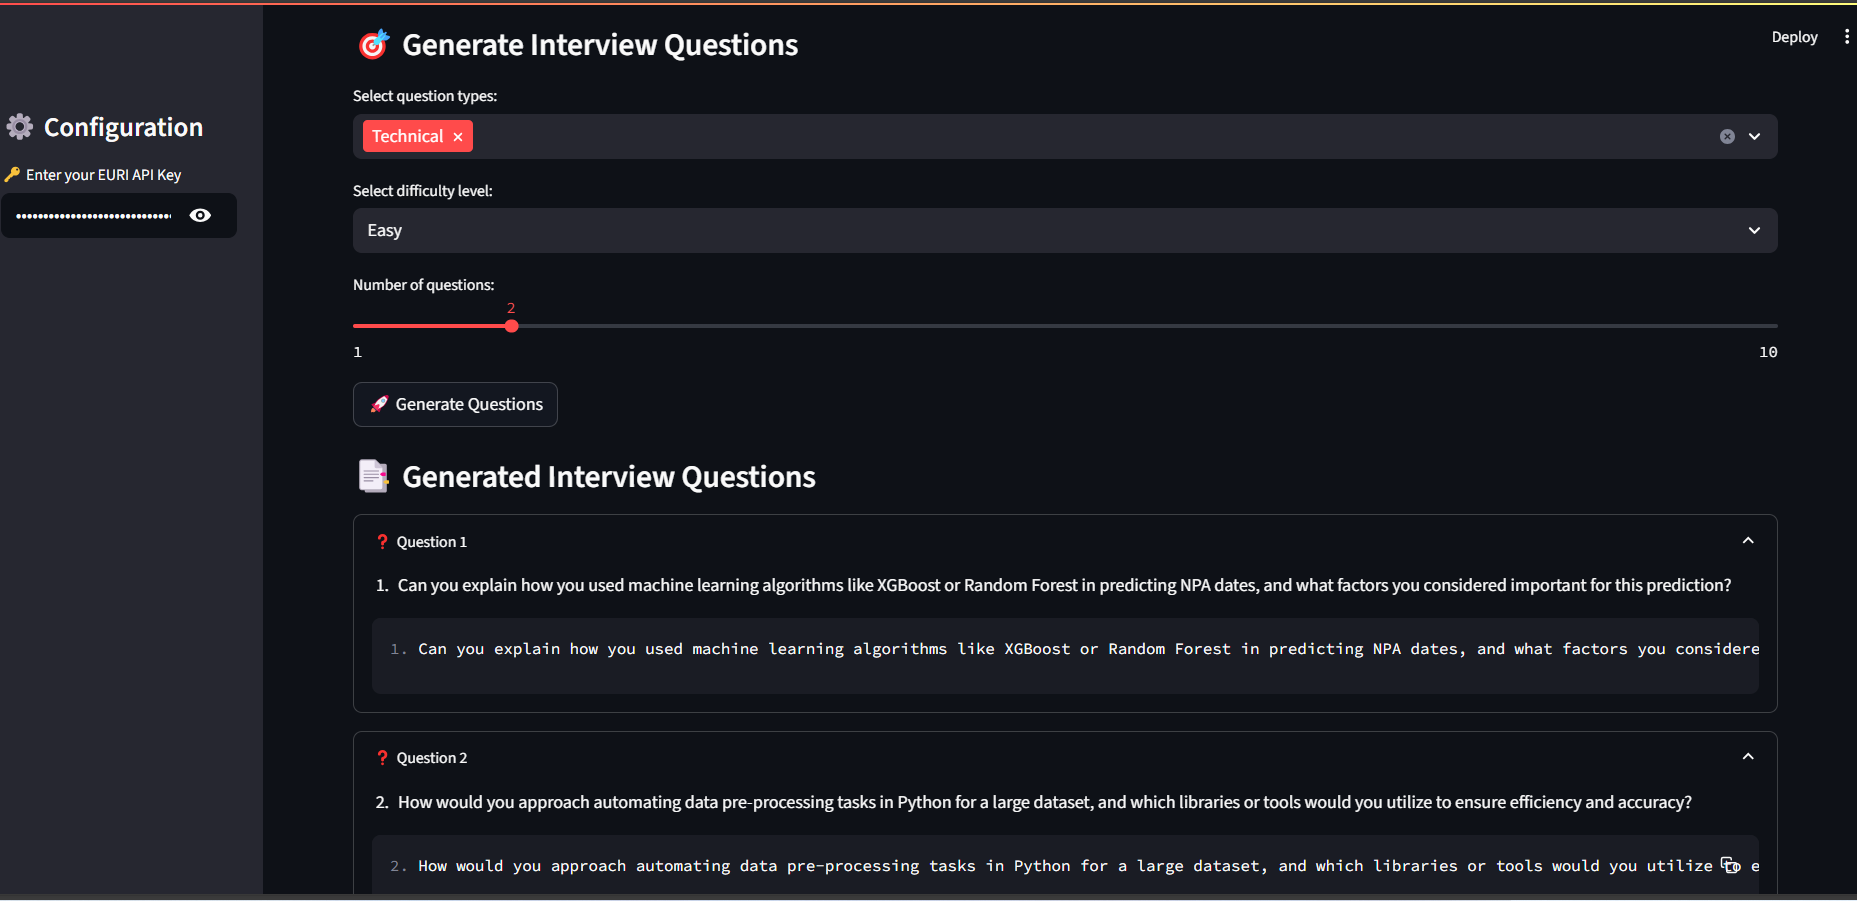 Deploy
Generate Interview Questions
Configuration
Enter your EURI API Key
Select question types:
Technical
Select difficulty level:
Easy
Number of questions:
2
1
10
Generate Questions
Generated Interview Questions
Question 1
1. Can you explain how you used machine learning algorithms like XGBoost or Random Forest in predicting NPA dates, and what factors you considered important for this prediction?
1. Can you explain how you used machine learning algorithms like XGBoost or Random Forest in predicting NPA dates, and what factors you considere
Question 2
2. How would you approach automating data pre-processing tasks in Python for a large dataset, and which libraries or tools would you utilize to ensure efficiency and accuracy?
2. How would you approach automating data pre-processing tasks in Python for a large dataset, and which libraries or tools would you utilize to e